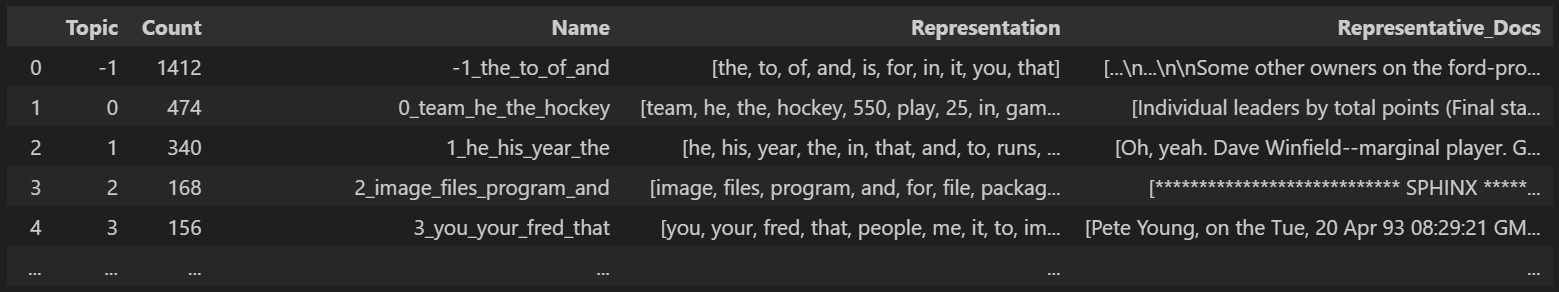 Topic Count Name Representation Representative_Docs
0 -1 1412 -1_the_to_of_and [the, to, of, and, is, for, in, it, you, that] [...\n...\n\nSome other owners on the ford-pro...
1 0 474 0_team_he_the_hockey [team, he, the, hockey, 550, play, 25, in, gam... [Individual leaders by total points (Final sta...
2 1 340 1_he_his_year_the [he, his, year, the, in, that, and, to, runs, ... [Oh, yeah. Dave Winfield--marginal player. G...
3 2 168 2_image_files_program_and [image, files, program, and, for, file, packag... [**************************** SPHINX *****...
4 3 156 3_you_your_fred_that [you, your, fred, that, people, me, it, to, im... [Pete Young, on the Tue, 20 Apr 93 08:29:21 GM...
... ... ... ... ... ...